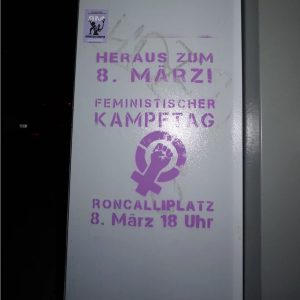 HERAUS ZUM
8. MÄRZ!
FEMINISTISCHER
KAMPFTAG
RONCALLIPLATZ
8. März 18 Uhr